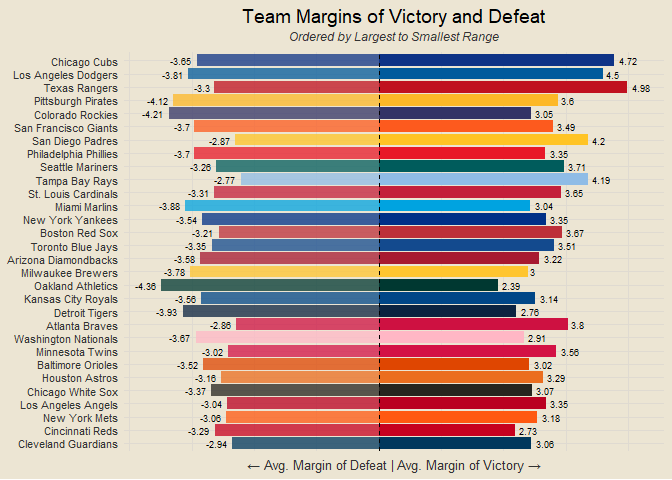 Team Margins of Victory and Defeat
Ordered by Largest to Smallest Range
Chicago Cubs -3.65 4.72
Los Angeles Dodgers -3.81 4.5
Texas Rangers -3.3 4.98
Pittsburgh Pirates -4.12 3.6
Colorado Rockies -4.21 3.05
San Francisco Giants -3.7 3.49
San Diego Padres -2.87 4.2
Philadelphia Phillies -3.7 3.35
Seattle Mariners -3.26 3.71
Tampa Bay Rays -2.77 4.19
St. Louis Cardinals -3.31 3.65
Miami Marlins -3.88 3.04
New York Yankees -3.54 3.35
Boston Red Sox -3.21 3.67
Toronto Blue Jays -3.35 3.51
Arizona Diamondbacks -3.58 3.22
Milwaukee Brewers -3.78 3
Oakland Athletics -4.36 2.39
Kansas City Royals -3.56 3.14
Detroit Tigers -3.93 2.76
Atlanta Braves -2.86 3.8
Washington Nationals -3.67 2.91
Minnesota Twins -3.02 3.56
Baltimore Orioles -3.52 3.02
Houston Astros -3.16 3.29
Chicago White Sox -3.37 3.07
Los Angeles Angels -3.04 3.35
New York Mets -3.06 3.18
Cincinnati Reds -3.29 2.73
Cleveland Guardians -2.94 3.06
← Avg. Margin of Defeat | Avg. Margin of Victory →